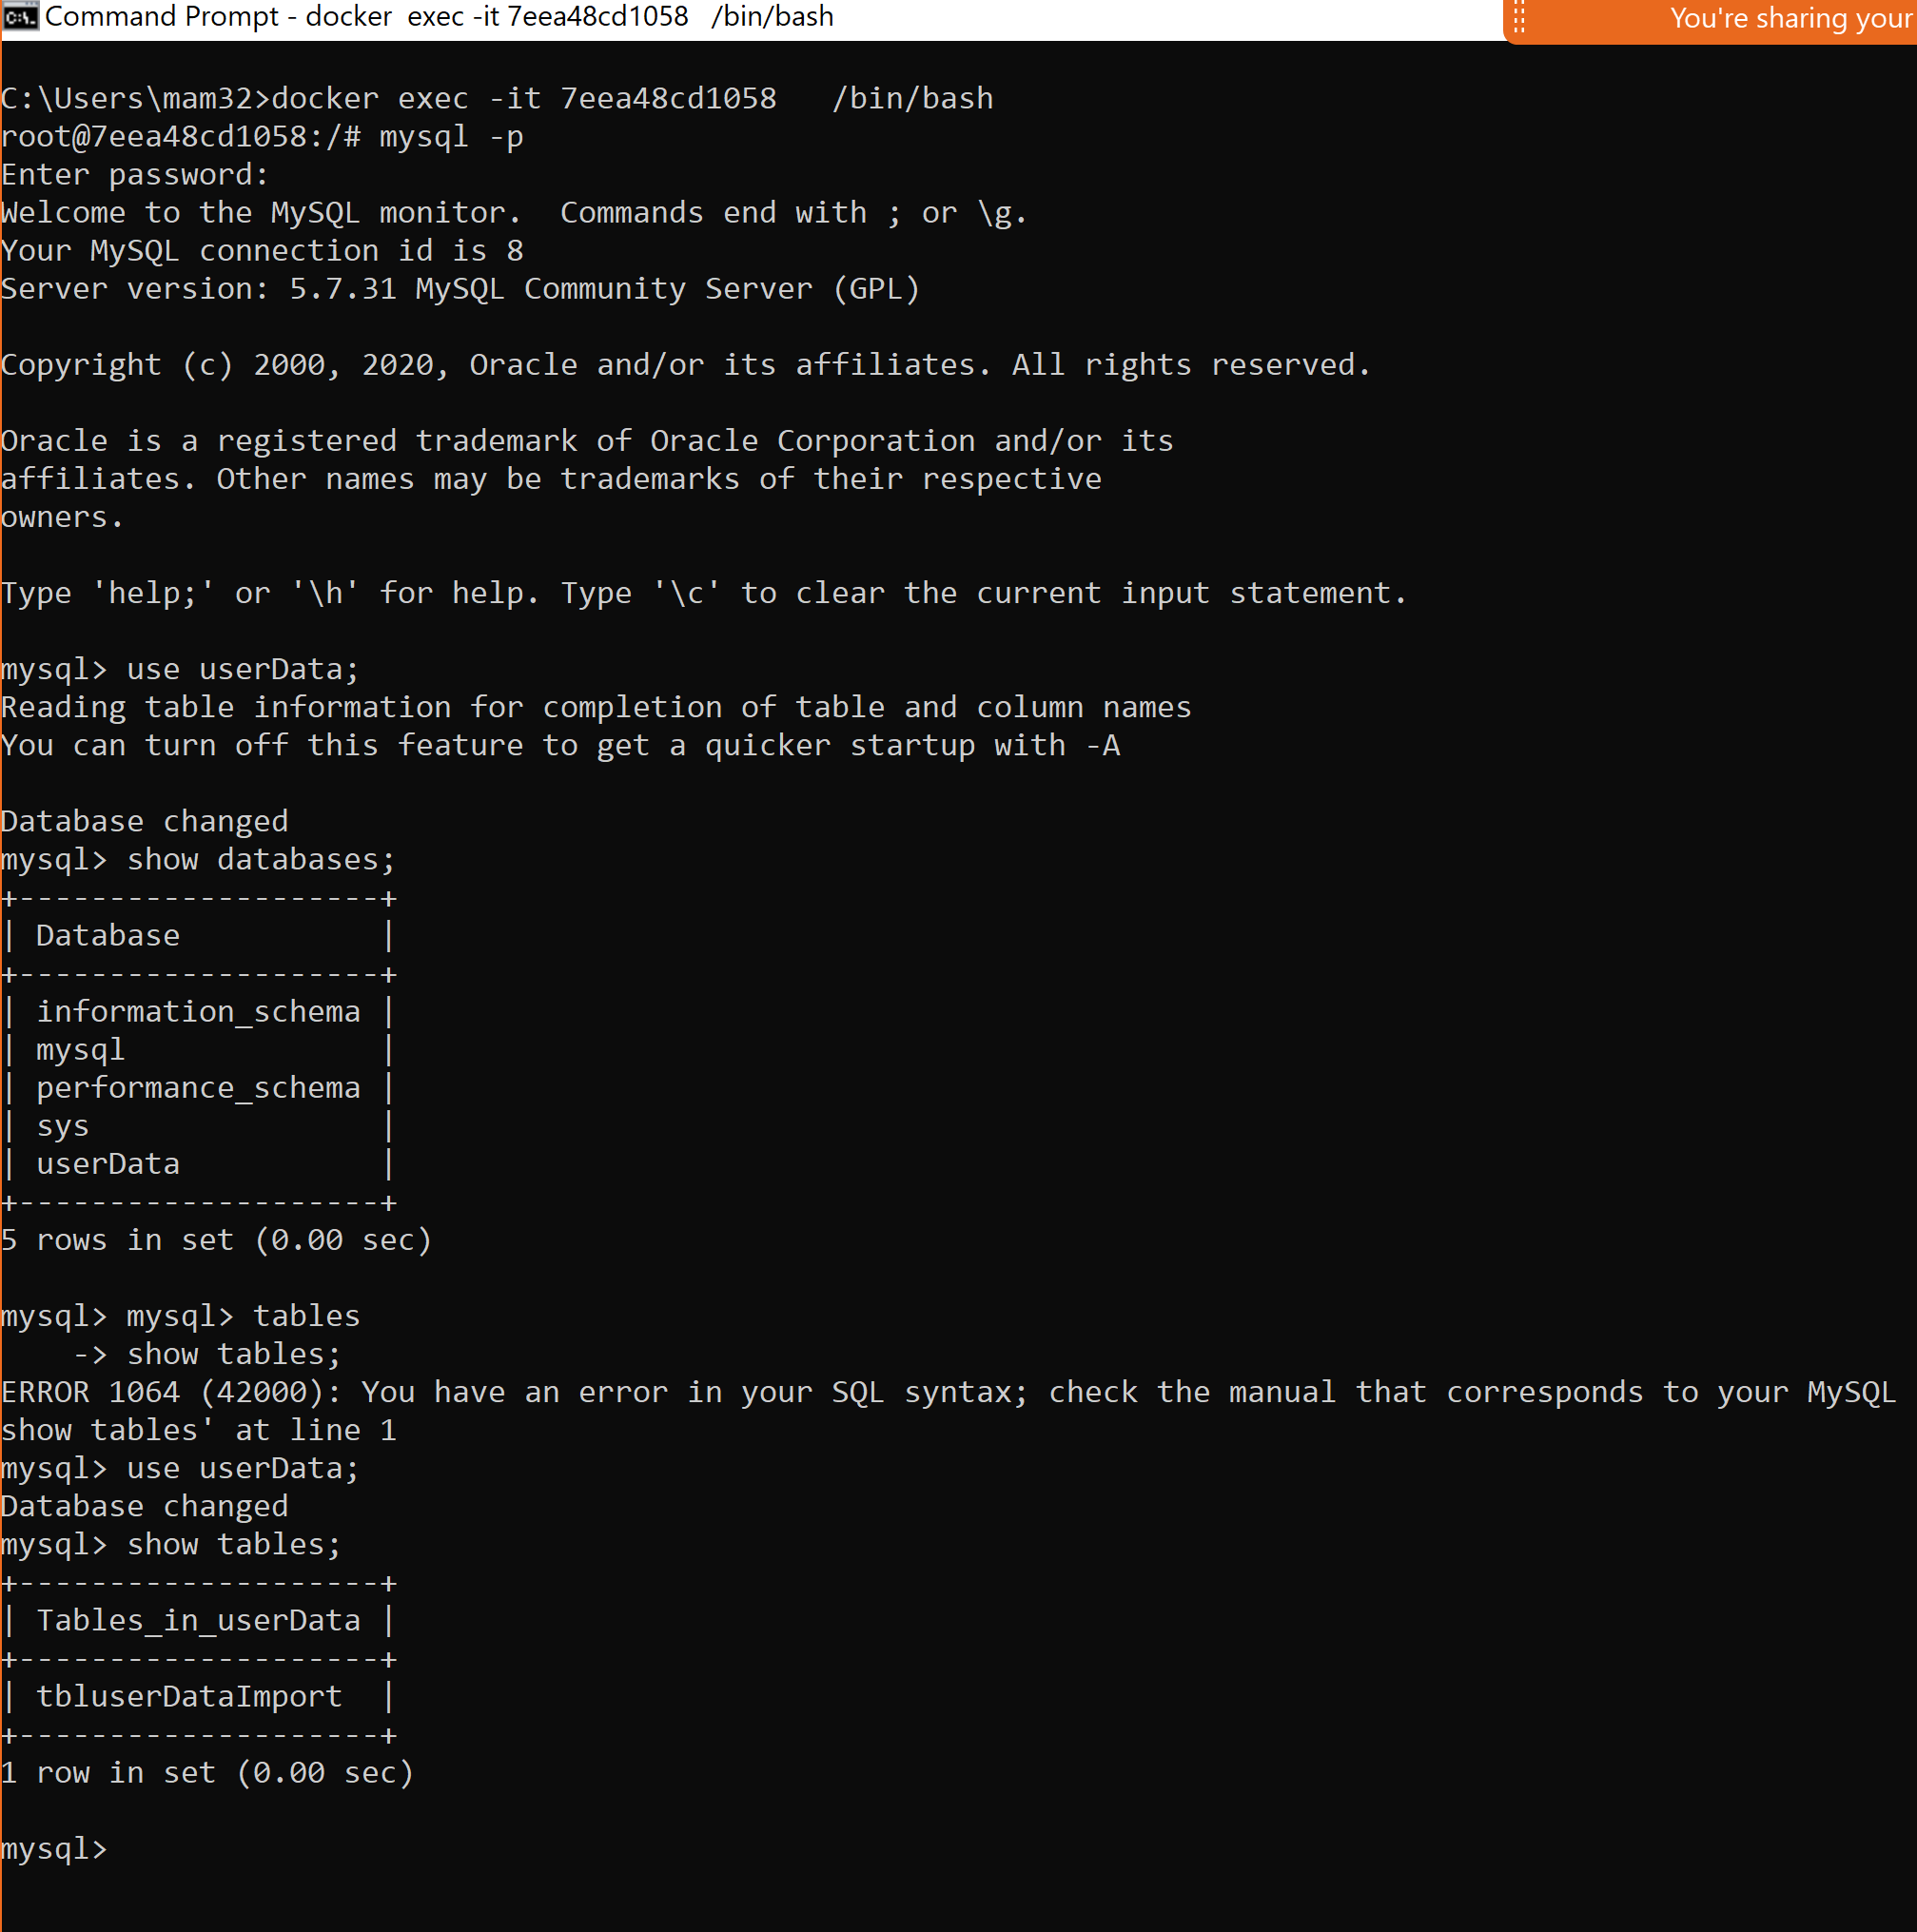 Command Prompt - docker  exec -it 7eea48cd1058   /bin/bash
You're sharing your
C:\Users\mam32>docker exec -it 7eea48cd1058   /bin/bash
root@7eea48cd1058:/# mysql -p
Enter password:
Welcome to the MySQL monitor.  Commands end with ; or \g.
Your MySQL connection id is 8
Server version: 5.7.31 MySQL Community Server (GPL)
Copyright (c) 2000, 2020, Oracle and/or its affiliates. All rights reserved.
Oracle is a registered trademark of Oracle Corporation and/or its
affiliates. Other names may be trademarks of their respective
owners.
Type 'help;' or '\h' for help. Type '\c' to clear the current input statement.
mysql> use userData;
Reading table information for completion of table and column names
You can turn off this feature to get a quicker startup with -A
Database changed
mysql> show databases;
+--------------------+
| Database           |
+--------------------+
| information_schema |
| mysql              |
| performance_schema |
| sys                |
| userData           |
+--------------------+
5 rows in set (0.00 sec)
mysql> mysql> tables
    -> show tables;
ERROR 1064 (42000): You have an error in your SQL syntax; check the manual that corresponds to your MySQL
show tables' at line 1
mysql> use userData;
Database changed
mysql> show tables;
+--------------------+
| Tables_in_userData |
+--------------------+
| tbluserDataImport  |
+--------------------+
1 row in set (0.00 sec)
mysql>